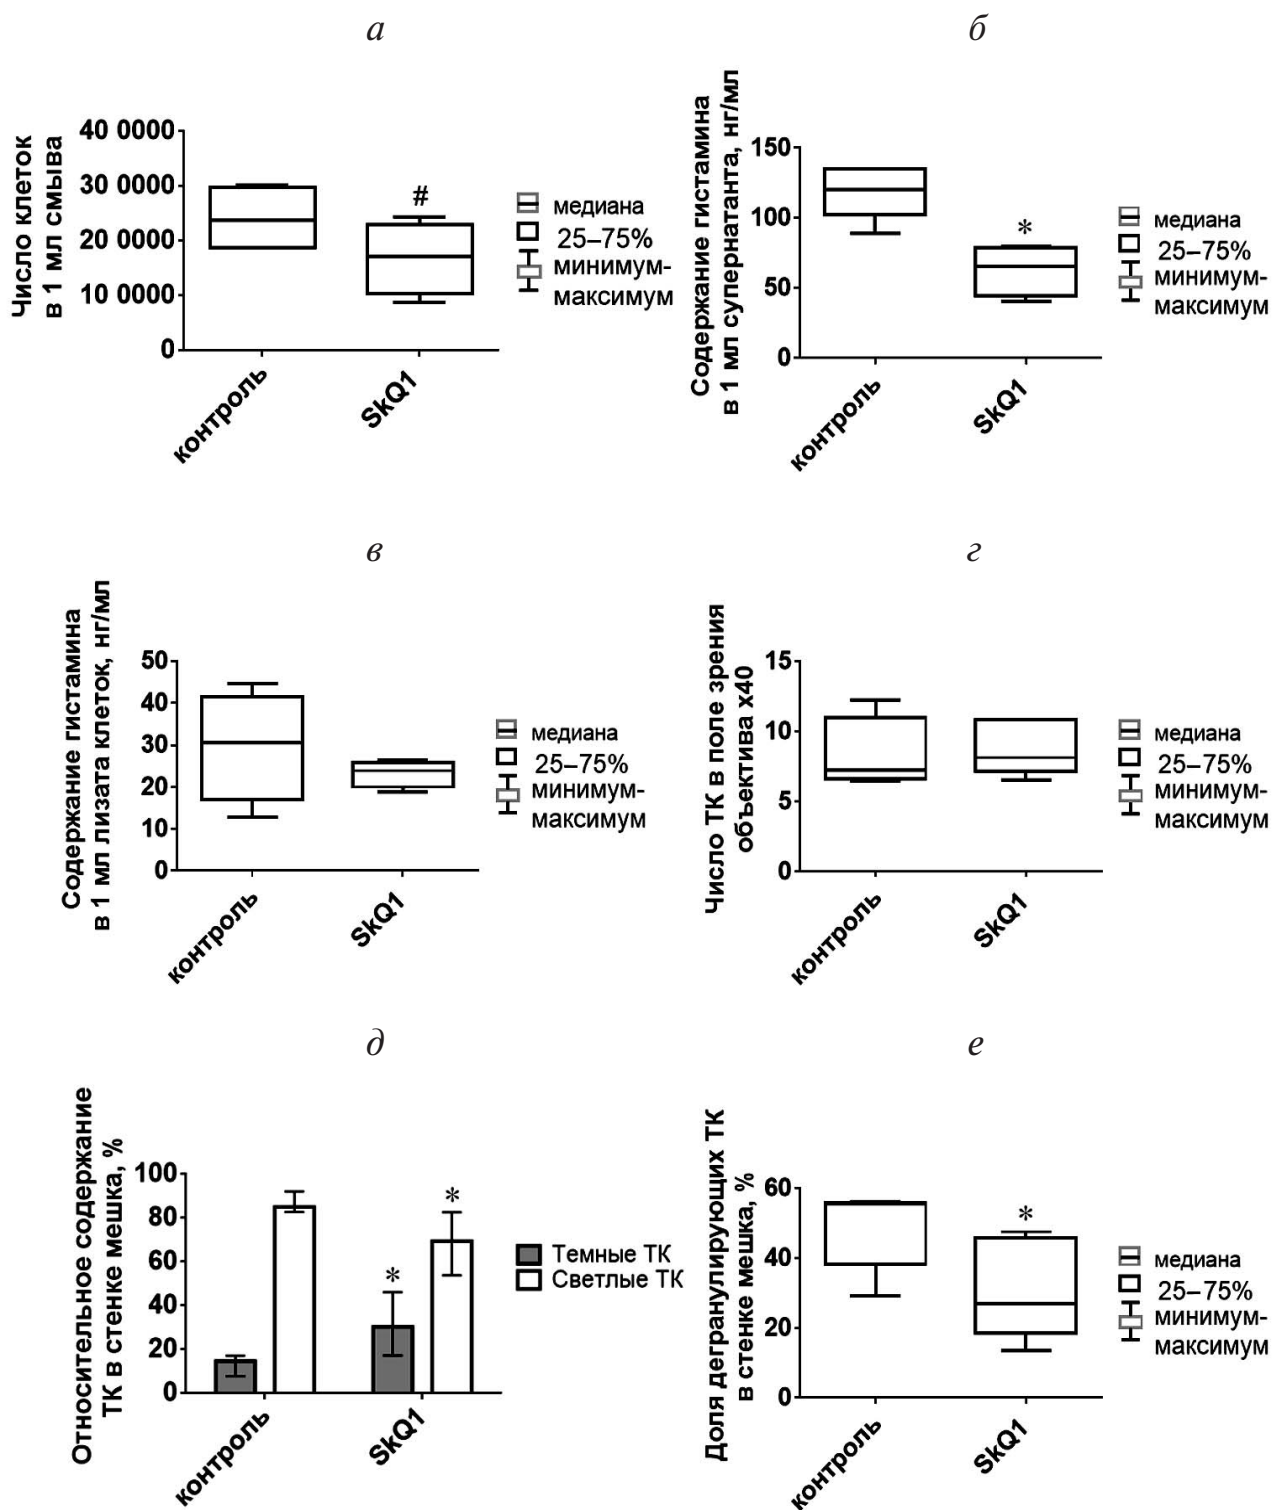 а
Число клеток
в 1 мл смыва
40 0000
30 0000
20 0000
10 0000
0
#
контроль
SkQ1
медиана
25–75%
минимум-
максимум
б
Содержание гистамина
в 1 мл супернатанта, нг/мл
150
100
50
0
*
контроль
SkQ1
медиана
25–75%
минимум-
максимум
в
Содержание гистамина
в 1 мл лизата клеток, нг/мл
50
40
30
20
10
0
контроль
SkQ1
медиана
25–75%
минимум-
максимум
г
Число ТК в поле зрения
объектива x40
15
10
5
0
контроль
SkQ1
медиана
25–75%
минимум-
максимум
д
Относительное содержание
ТК в стенке мешка, %
100
80
60
40
20
0
*
*
контроль
SkQ1
Темные ТК
Светлые ТК
е
Доля дегранулирующих ТК
в стенке мешка, %
60
40
20
0
*
контроль
SkQ1
медиана
25–75%
минимум-
максимум